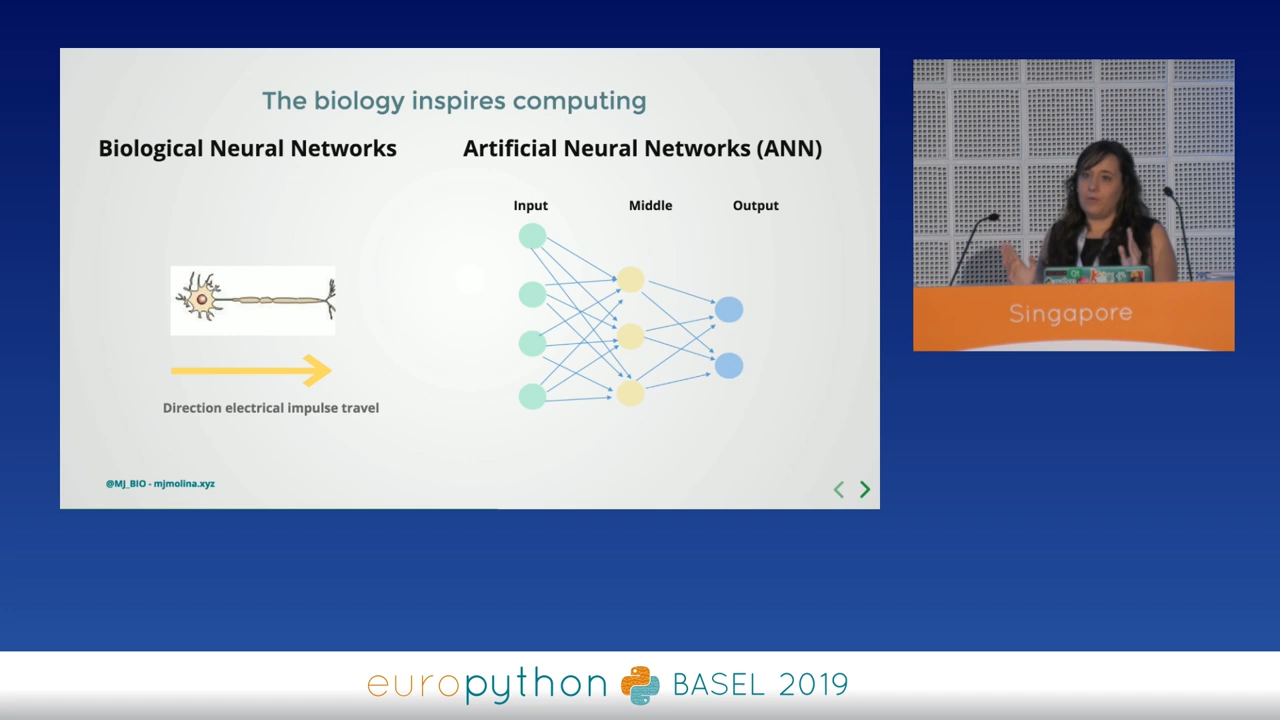 The biology inspires computing
Biological Neural Networks
Artificial Neural Networks (ANN)
Input
Middle
Output
Direction electrical impulse travel
@MJ_BIO - mjmolina.xyz
Singapore
europython BASEL 2019